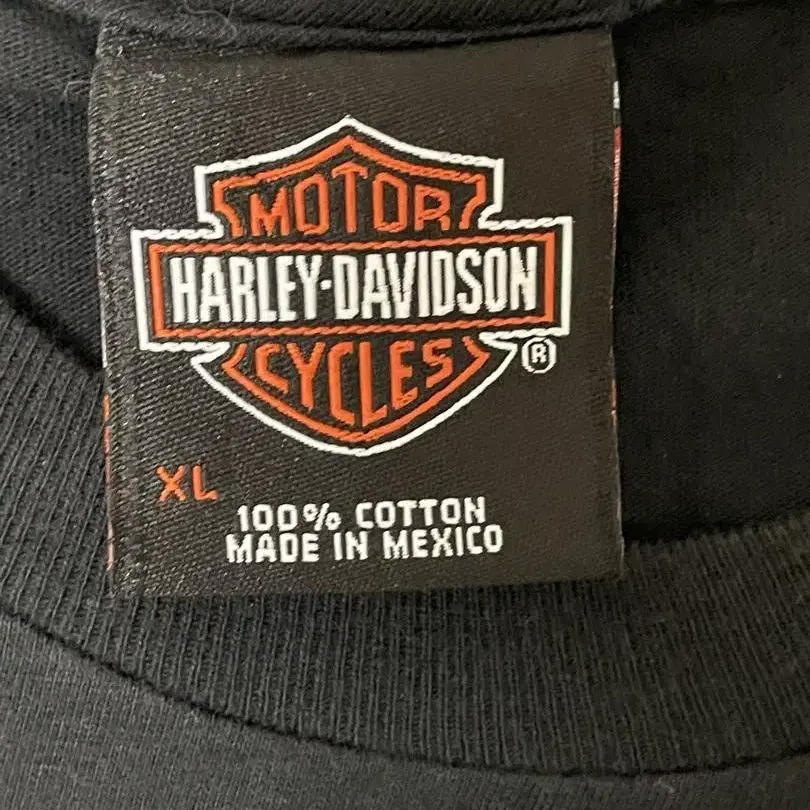 MOTOR
HARLEY-DAVIDSON
CYCLES
®
XL
100% COTTON
MADE IN MEXICO